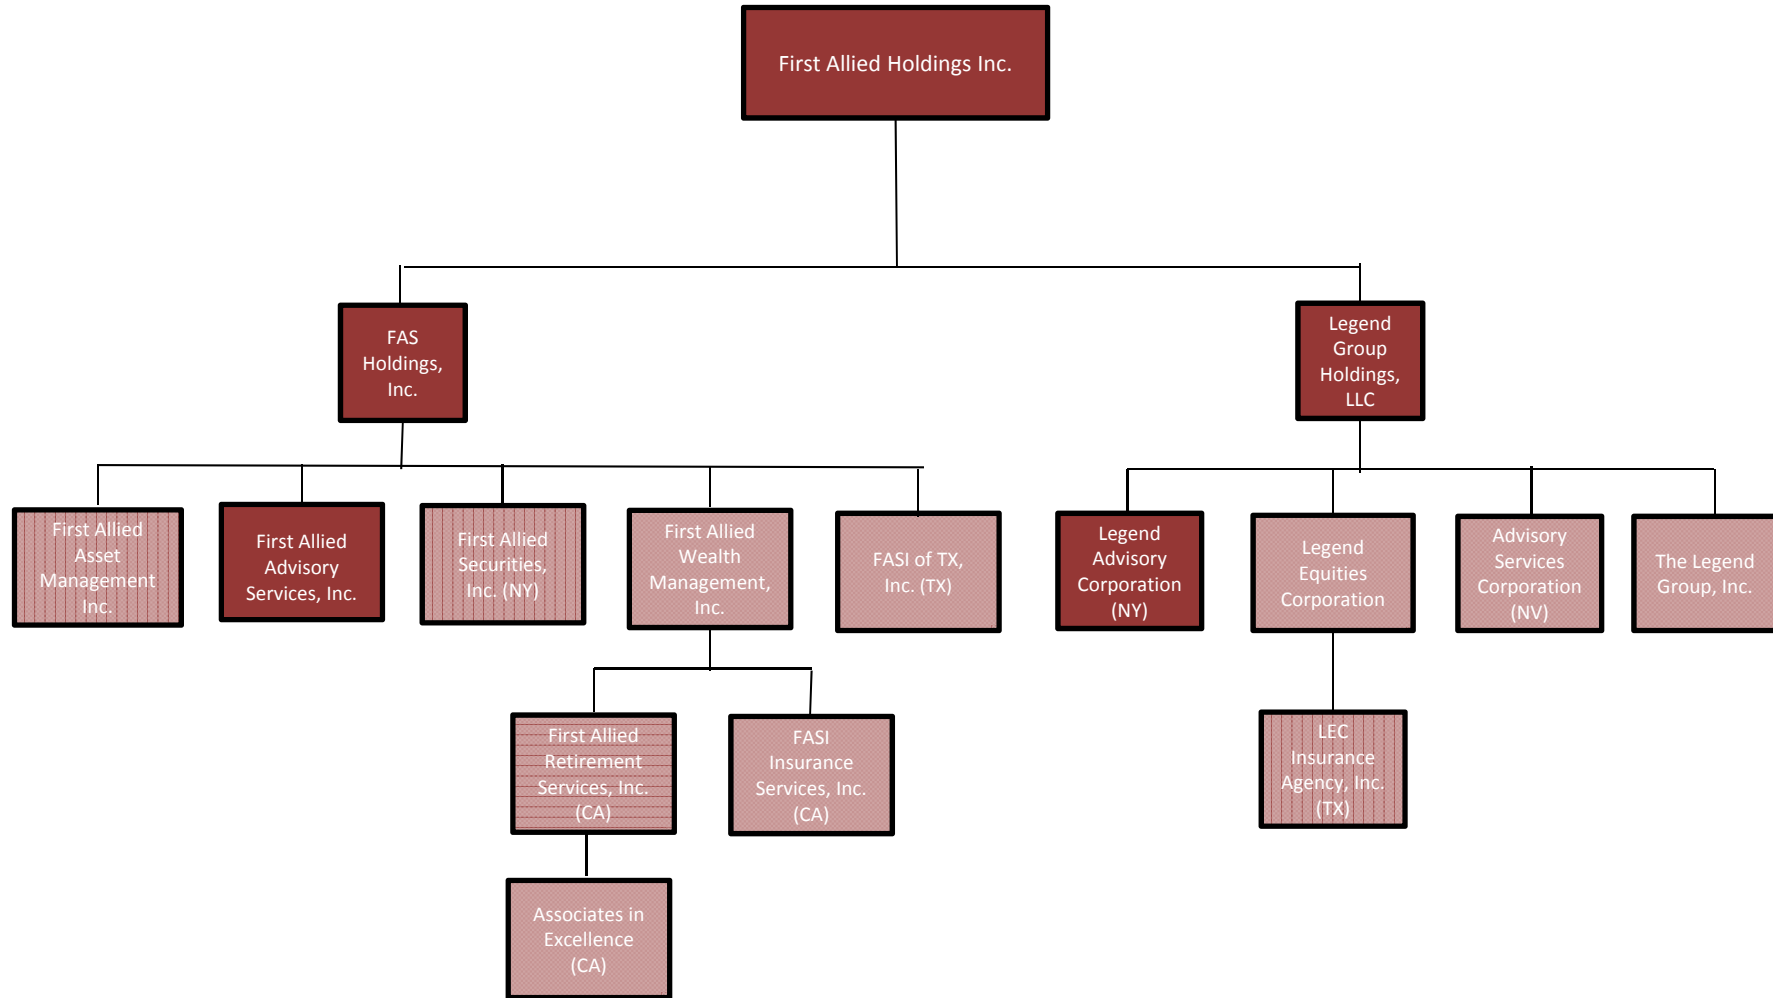 First Allied Holdings Inc.
FAS
Holdings,
Inc.
Legend
Group
Holdings,
LLC
First Allied
Asset
Management
Inc.
First Allied
Advisory
Services, Inc.
First Allied
Securities,
Inc. (NY)
First Allied
Wealth
Management,
Inc.
FASI of TX,
Inc. (TX)
Legend
Advisory
Corporation
(NY)
Legend
Equities
Corporation
Advisory
Services
Corporation
(NV)
The Legend
Group, Inc.
First Allied
Retirement
Services, Inc.
(CA)
FASI
Insurance
Services, Inc.
(CA)
LEC
Insurance
Agency, Inc.
(TX)
Associates in
Excellence
(CA)